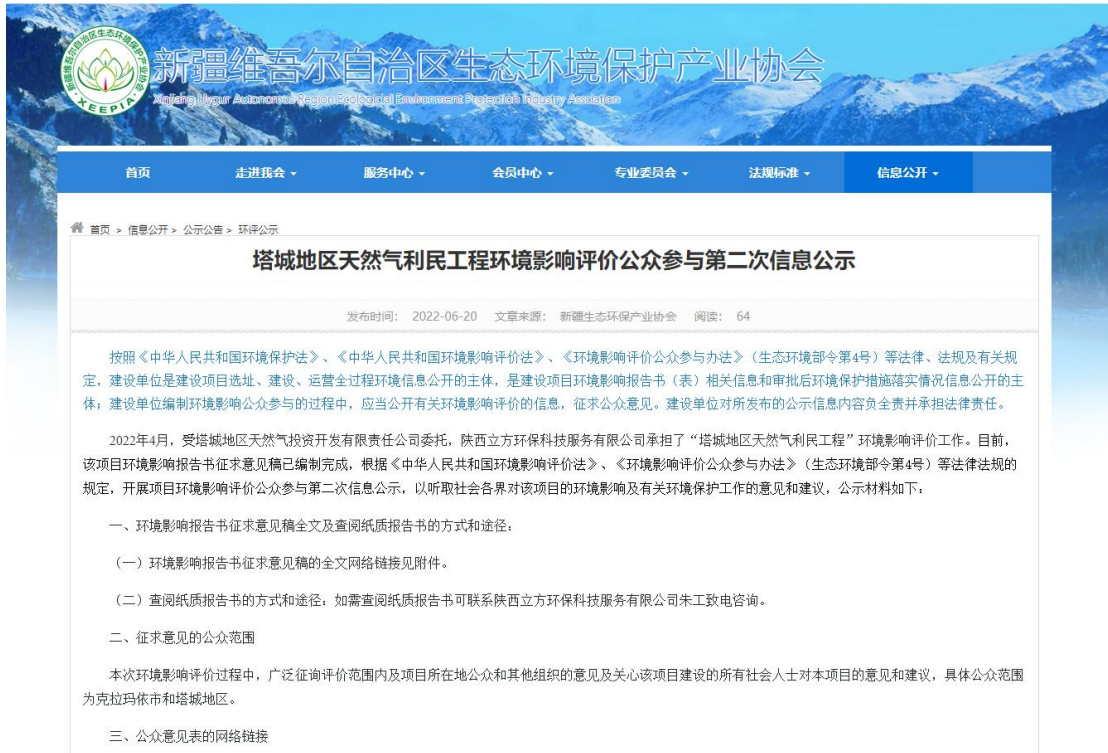 新疆生态环境保护产业协会
XEEPIA
新疆维吾尔自治区生态环境保护产业协会
Xinjiang Uygur Autonomous Region Ecological Environment Protection Industry Association
首页 走进我会 服务中心 会员中心 专业委员会 法规标准 信息公开
首页 > 信息公开 > 公示公告 > 环评公示
塔城地区天然气利民工程环境影响评价公众参与第二次信息公示
发布时间: 2022-06-20 文章来源: 新疆生态环保产业协会 阅读: 64
按照《中华人民共和国环境保护法》、《中华人民共和国环境影响评价法》、《环境影响评价公众参与办法》（生态环境部令第4号）等法律、法规及有关规
定，建设单位是建设项目选址、建设、运营全过程环境信息公开的主体，是建设项目环境影响报告书（表）相关信息和审批后环境保护措施落实情况信息公开的主
体；建设单位编制环境影响公众参与的过程中，应当公开有关环境影响评价的信息，征求公众意见。建设单位对所发布的公示信息内容负全责并承担法律责任。
2022年4月，受塔城地区天然气投资开发有限责任公司委托，陕西立方环保科技服务有限公司承担了“塔城地区天然气利民工程”环境影响评价工作。目前，
该项目环境影响报告书征求意见稿已编制完成，根据《中华人民共和国环境影响评价法》、《环境影响评价公众参与办法》（生态环境部令第4号）等法律法规的
规定，开展项目环境影响评价公众参与第二次信息公示，以听取社会各界对该项目的环境影响及有关环境保护工作的意见和建议，公示材料如下：
一、环境影响报告书征求意见稿全文及查阅纸质报告书的方式和途径：
（一）环境影响报告书征求意见稿的全文网络链接见附件。
（二）查阅纸质报告书的方式和途径：如需查阅纸质报告书可联系陕西立方环保科技服务有限公司朱工致电咨询。
二、征求意见的公众范围
本次环境影响评价过程中，广泛征询评价范围内及项目所在地公众和其他组织的意见及关心该项目建设的所有社会人士对本项目的意见和建议，具体公众范围
为克拉玛依市和塔城地区。
三、公众意见表的网络链接